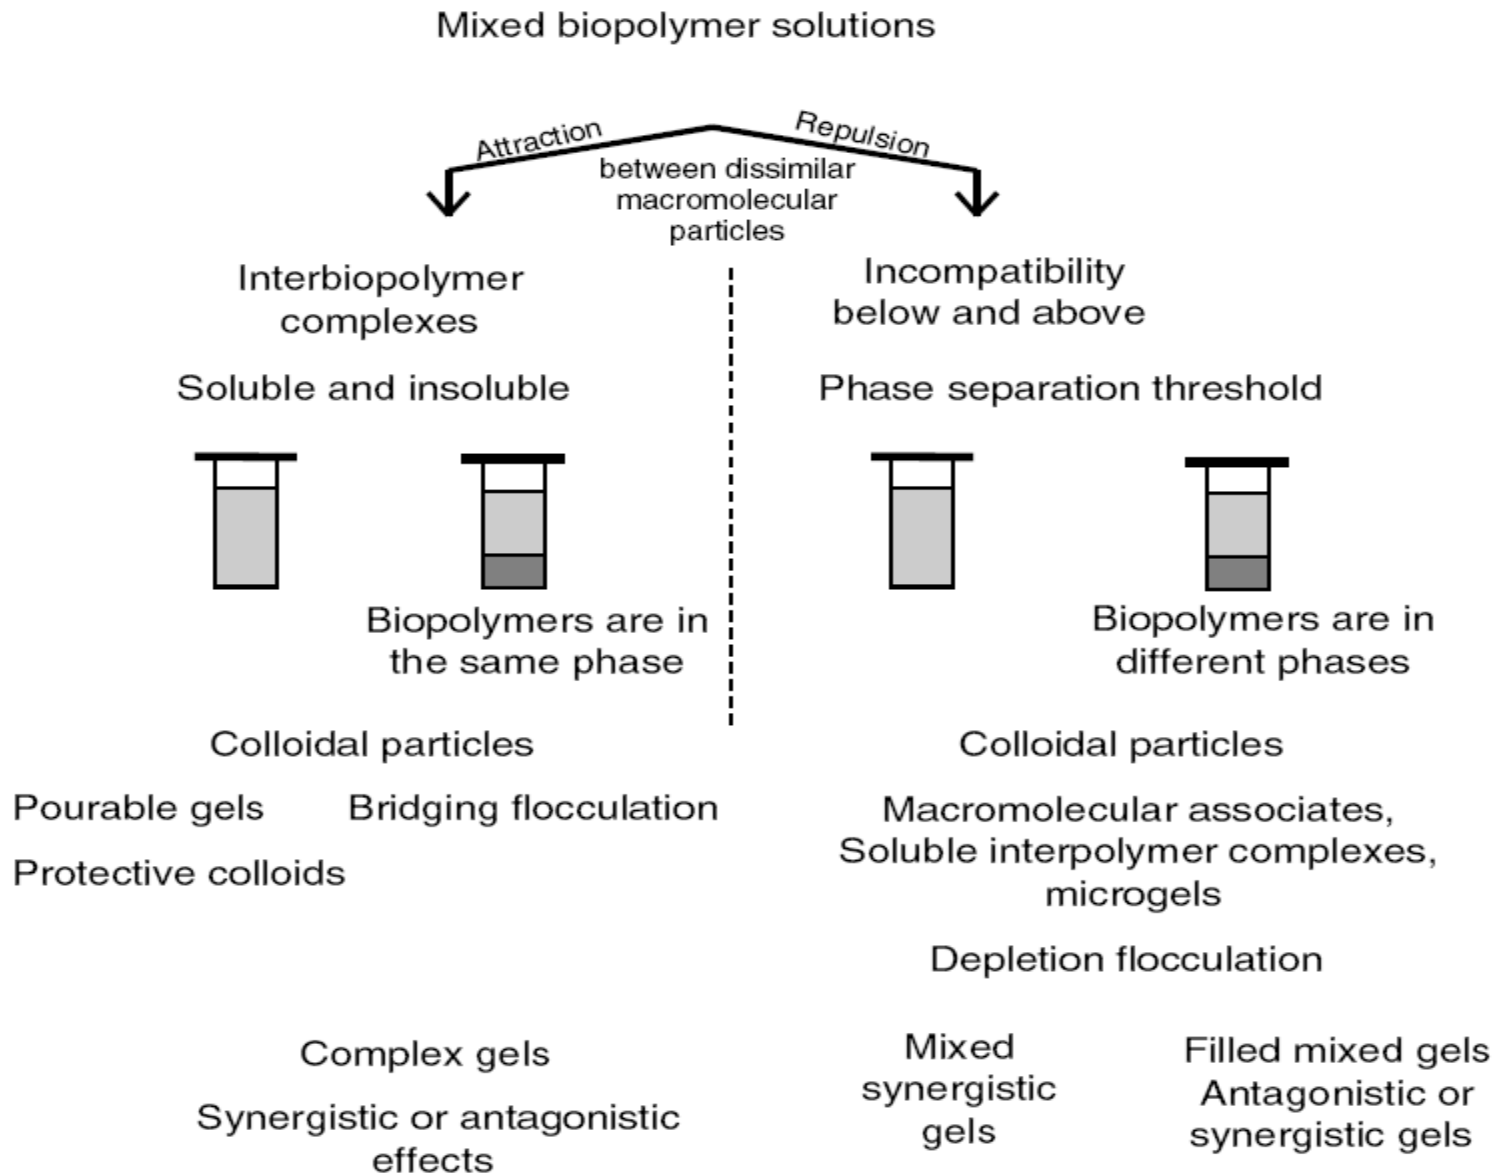 Mixed biopolymer solutions
Attraction
Repulsion
between dissimilar
macromolecular
particles
Interbiopolymer
complexes
Soluble and insoluble
Biopolymers are in
the same phase
Incompatibility
below and above
Phase separation threshold
Biopolymers are in
different phases
Colloidal particles
Pourable gels
Bridging flocculation
Protective colloids
Colloidal particles
Macromolecular associates,
Soluble interpolymer complexes,
microgels
Depletion flocculation
Complex gels
Synergistic or antagonistic
effects
Mixed
synergistic
gels
Filled mixed gels
Antagonistic or
synergistic gels